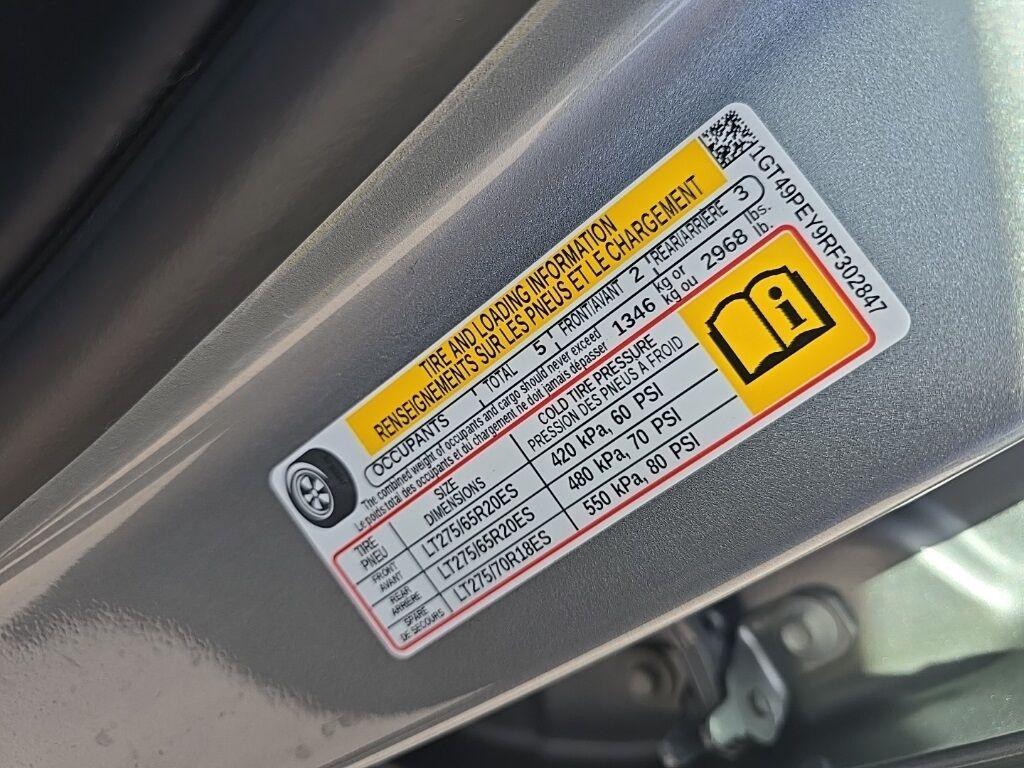 1GT49PEY9RF302847
TIRE AND LOADING INFORMATION
RENSEIGNEMENTS SUR LES PNEUS ET LE CHARGEMENT
OCCUPANTS TOTAL 5 FRONT/AVANT 2 REAR/ARRIÈRE 3
The combined weight of occupants and cargo should never exceed 1346 kg or 2968 lbs.
Le poids total des occupants et du chargement ne doit jamais dépasser kg ou lb.
TIRE SIZE COLD TIRE PRESSURE
PNEU DIMENSIONS PRESSION DES PNEUS A FROID
FRONT
AVANT LT275/65R20ES 420 kPa, 60 PSI
REAR
ARRIÈRE LT275/65R20ES 480 kPa, 70 PSI
SPARE
DE SECOURS LT275/70R18ES 550 kPa, 80 PSI
i